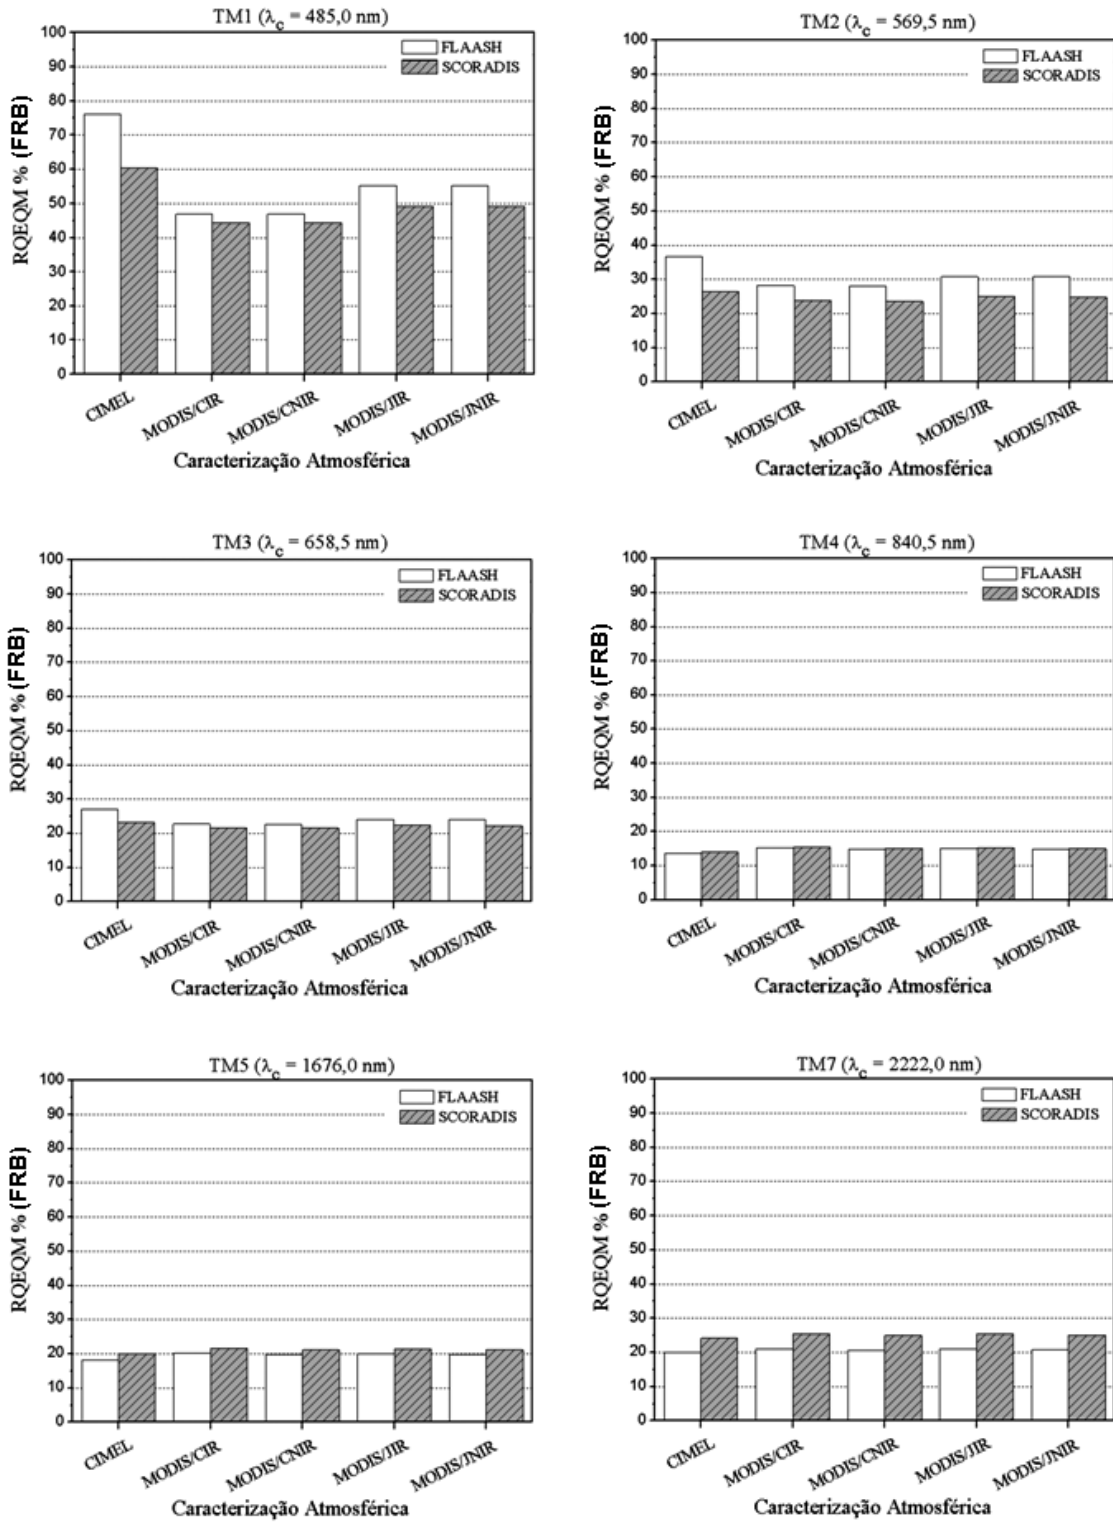 TM1 (λc = 485,0 nm)
FLAASH
SCORADIS
RQEQM % (FRB)
100
90
80
70
60
50
40
30
20
10
0
CIMEL
MODIS/CIR
MODIS/CNIR
MODIS/JIR
MODIS/JNIR
Caracterização Atmosférica
TM2 (λc = 569,5 nm)
FLAASH
SCORADIS
RQEQM % (FRB)
100
90
80
70
60
50
40
30
20
10
0
CIMEL
MODIS/CIR
MODIS/CNIR
MODIS/JIR
MODIS/JNIR
Caracterização Atmosférica
TM3 (λc = 658,5 nm)
FLAASH
SCORADIS
RQEQM % (FRB)
100
90
80
70
60
50
40
30
20
10
0
CIMEL
MODIS/CIR
MODIS/CNIR
MODIS/JIR
MODIS/JNIR
Caracterização Atmosférica
TM4 (λc = 840,5 nm)
FLAASH
SCORADIS
RQEQM % (FRB)
100
90
80
70
60
50
40
30
20
10
0
CIMEL
MODIS/CIR
MODIS/CNIR
MODIS/JIR
MODIS/JNIR
Caracterização Atmosférica
TM5 (λc = 1676,0 nm)
FLAASH
SCORADIS
RQEQM % (FRB)
100
90
80
70
60
50
40
30
20
10
0
CIMEL
MODIS/CIR
MODIS/CNIR
MODIS/JIR
MODIS/JNIR
Caracterização Atmosférica
TM7 (λc = 2222,0 nm)
FLAASH
SCORADIS
RQEQM % (FRB)
100
90
80
70
60
50
40
30
20
10
0
CIMEL
MODIS/CIR
MODIS/CNIR
MODIS/JIR
MODIS/JNIR
Caracterização Atmosférica